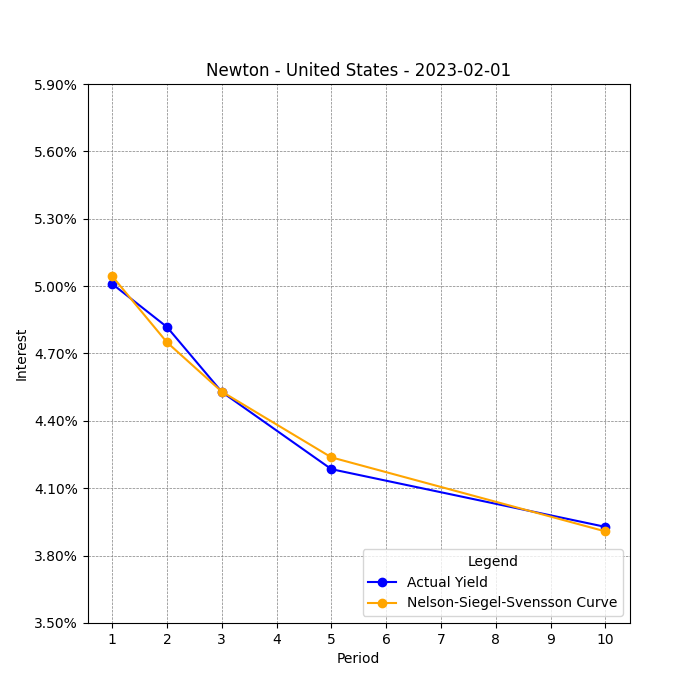 Newton - United States - 2023-02-01
5.90%
5.60%
5.30%
5.00%
4.70%
4.40%
4.10%
3.80%
3.50%
Interest
Legend
Actual Yield
Nelson-Siegel-Svensson Curve
1 2 3 4 5 6 7 8 9 10
Period